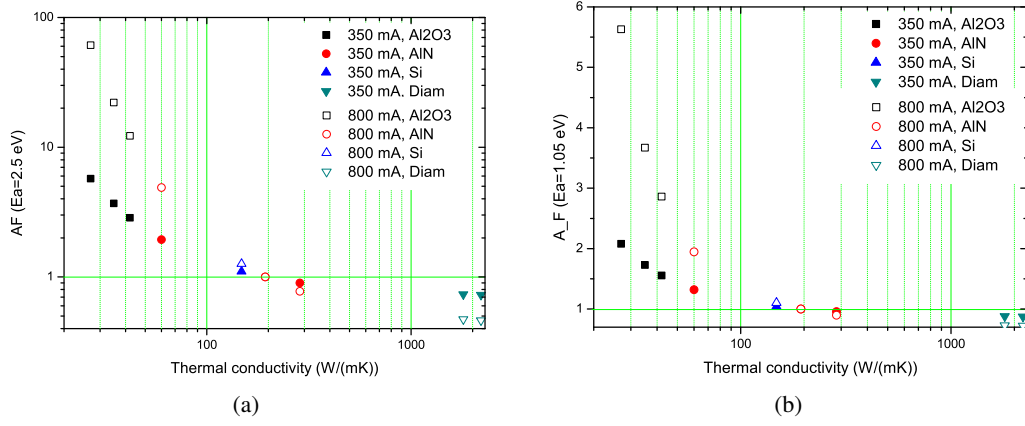 100
10
1
AF (Ea=2.5 eV)
350 mA, Al2O3
350 mA, AlN
350 mA, Si
350 mA, Diam
800 mA, Al2O3
800 mA, AlN
800 mA, Si
800 mA, Diam
100
1000
Thermal conductivity (W/(mK))
(a)
6
5
4
3
2
1
A_F (Ea=1.05 eV)
350 mA, Al2O3
350 mA, AlN
350 mA, Si
350 mA, Diam
800 mA, Al2O3
800 mA, AlN
800 mA, Si
800 mA, Diam
100
1000
Thermal conductivity (W/(mK))
(b)